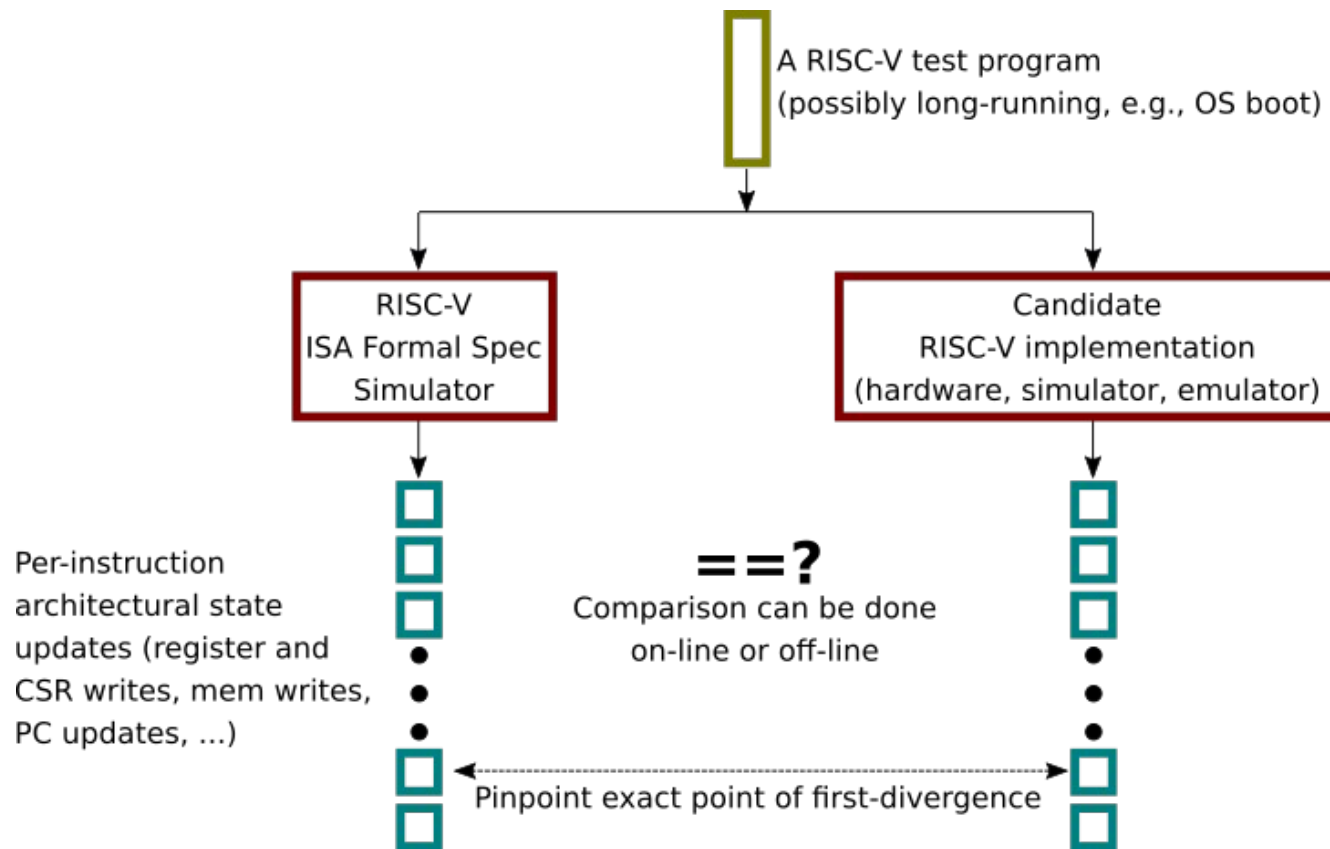 A RISC-V test program
(possibly long-running, e.g., OS boot)
RISC-V
ISA Formal Spec
Simulator
Candidate
RISC-V implementation
(hardware, simulator, emulator)
Per-instruction
architectural state
updates (register and
CSR writes, mem writes,
PC updates, ...)
==?
Comparison can be done
on-line or off-line
Pinpoint exact point of first-divergence